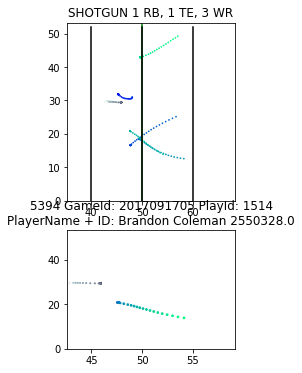 SHOTGUN 1 RB, 1 TE, 3 WR
50
40
30
20
10
0
40 50 60
5394 GameId: 2017091705 PlayId: 1514
PlayerName + ID: Brandon Coleman 2550328.0
40
20
0
45 50 55